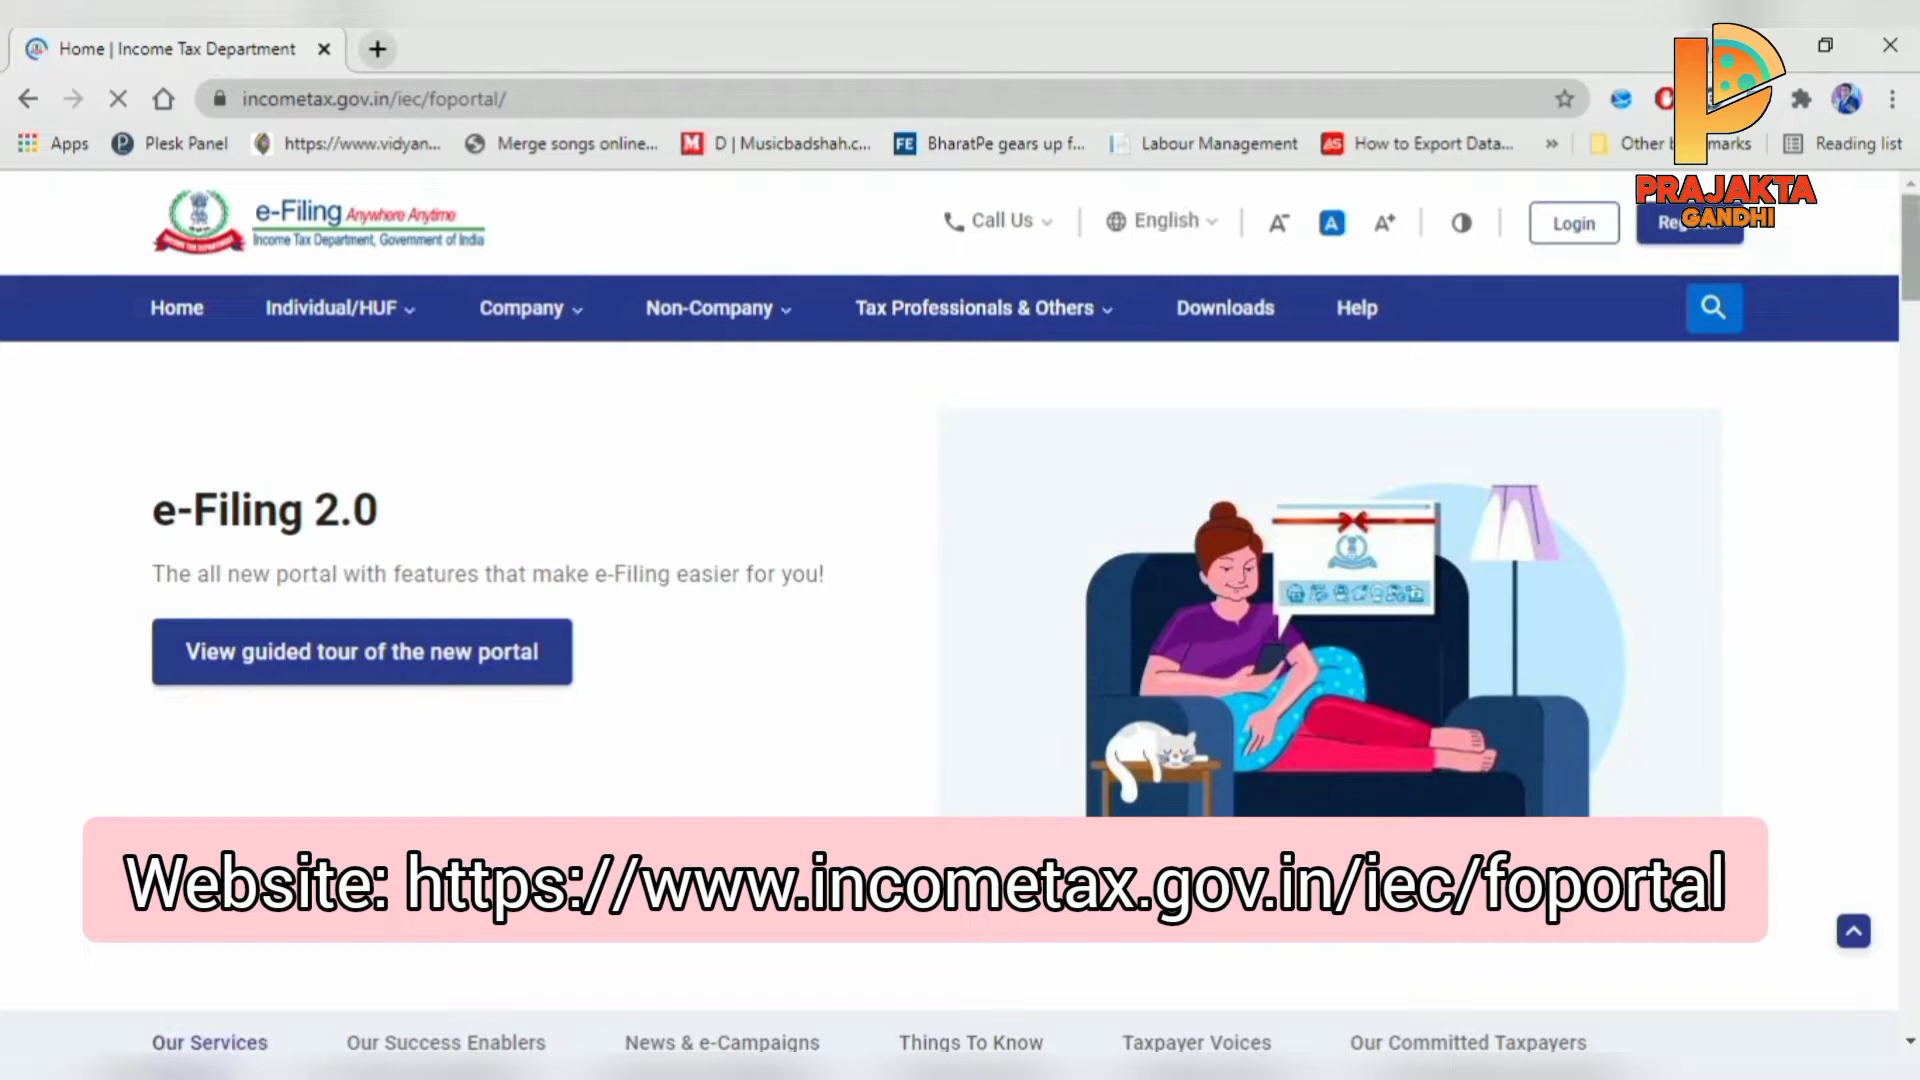 Home | Income Tax Department
incometax.gov.in/iec/foportal/
Apps
Plesk Panel
https://www.vidyan...
Merge songs online...
D | Musicbadshah.c...
BharatPe gears up f...
Labour Management
How to Export Data...
Reading list
PRAJAKTA
GANDHI
e-Filing Anywhere Anytime
Income Tax Department, Government of India
Call Us
English
A-
A
A+
Login
Home
Individual/HUF
Company
Non-Company
Tax Professionals & Others
Downloads
Help
e-Filing 2.0
The all new portal with features that make e-Filing easier for you!
View guided tour of the new portal
Website: https://www.incometax.gov.in/iec/foportal
Our Services
Our Success Enablers
News & e-Campaigns
Things To Know
Taxpayer Voices
Our Committed Taxpayers